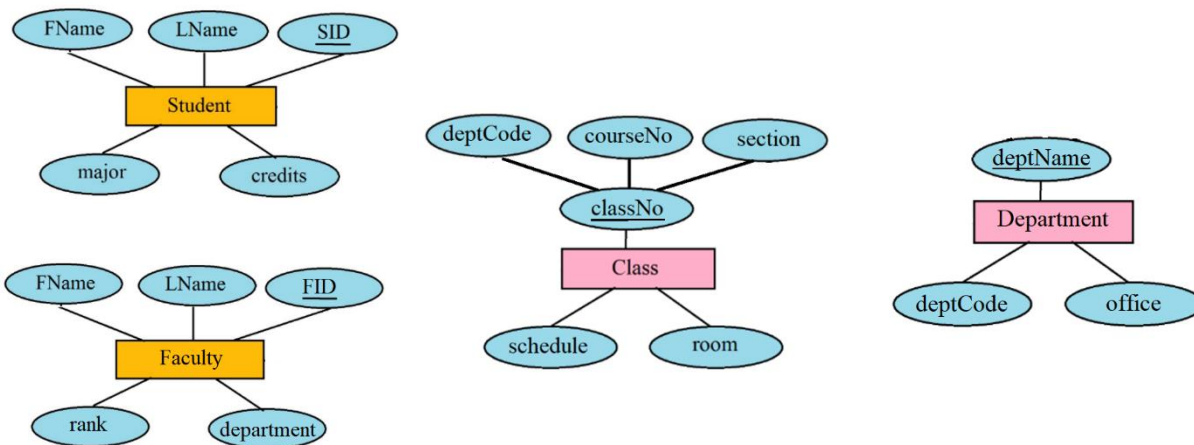 FName LName SID
Student
major credits
FName LName FID
Faculty
rank department
deptCode courseNo section
classNo
Class
schedule room
deptName
Department
deptCode office